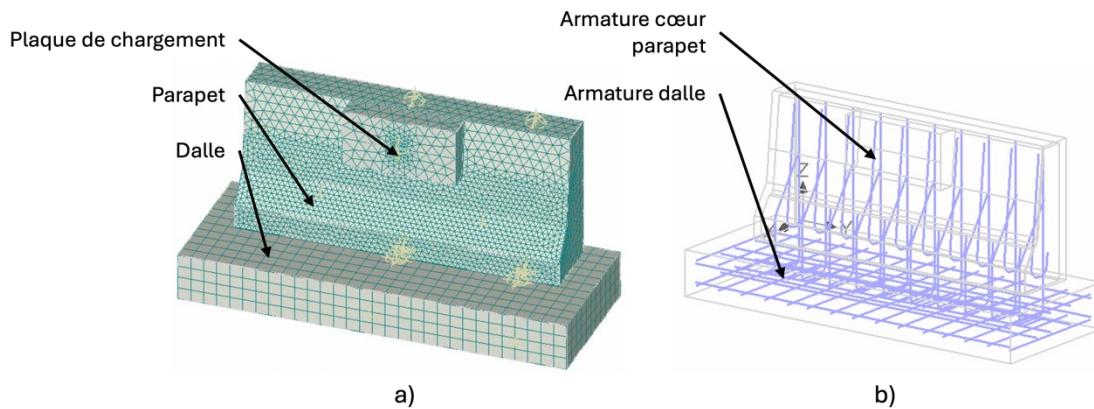 Plaque de chargement
Parapet
Dalle
a)
Armature cœur
parapet
Armature dalle
Z
Y
b)